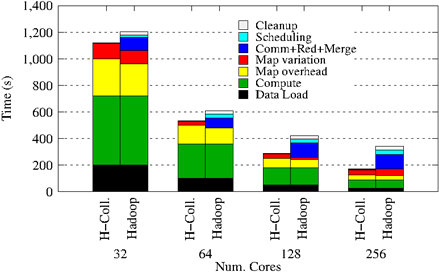 1,400
1,200
1,000
800
600
400
200
0
Time (s)
Cleanup
Scheduling
Comm+Red+Merge
Map variation
Map overhead
Compute
Data Load
H-Coll.
Hadoop
H-Coll.
Hadoop
H-Coll.
Hadoop
H-Coll.
Hadoop
32
64
128
256
Num. Cores